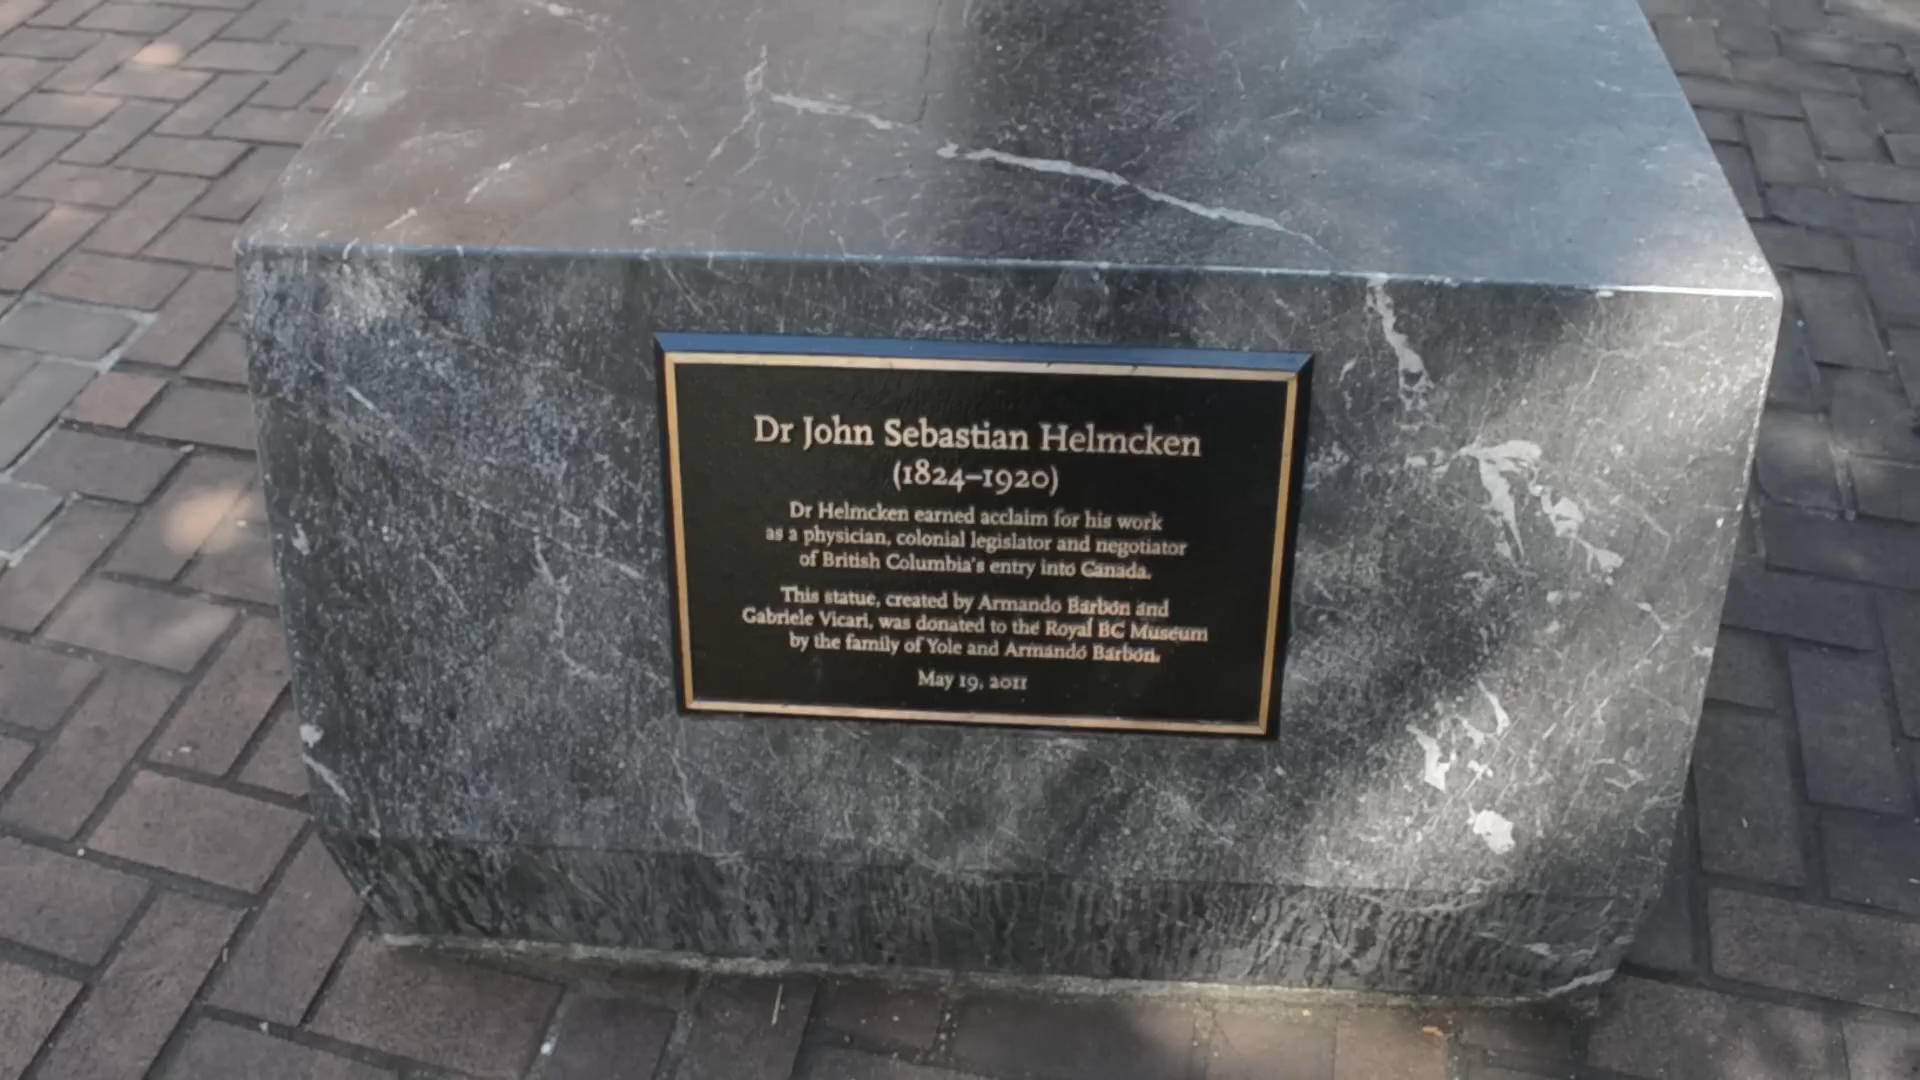 Dr John Sebastian Helmcken
(1824–1920)
Dr Helmcken earned acclaim for his work
as a physician, colonial legislator and negotiator
of British Columbia's entry into Canada.
This statue, created by Armando Barbon and
Gabriele Vicari, was donated to the Royal BC Museum
by the family of Yole and Armando Barbon.
May 19, 2011